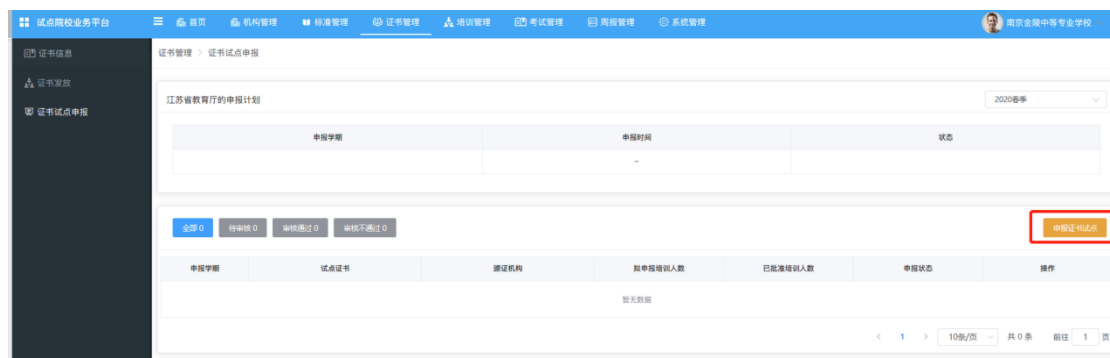 试点院校业务平台 首页 机构管理 标准管理 证书管理 培训管理 考试管理 周报管理 系统管理 南京金陵中等专业学校
证书信息
证书管理 > 证书试点申报
证书发放
证书试点申报
江苏省教育厅的申报计划 2020春季
申报学期 申报时间 状态
~
全部 0 待审核 0 审核通过 0 审核不通过 0 申报证书试点
申报学期 试点证书 颁证机构 拟申报培训人数 已批准培训人数 申报状态 操作
暂无数据
< 1 > 10条/页 共 0 条 前往 1 页